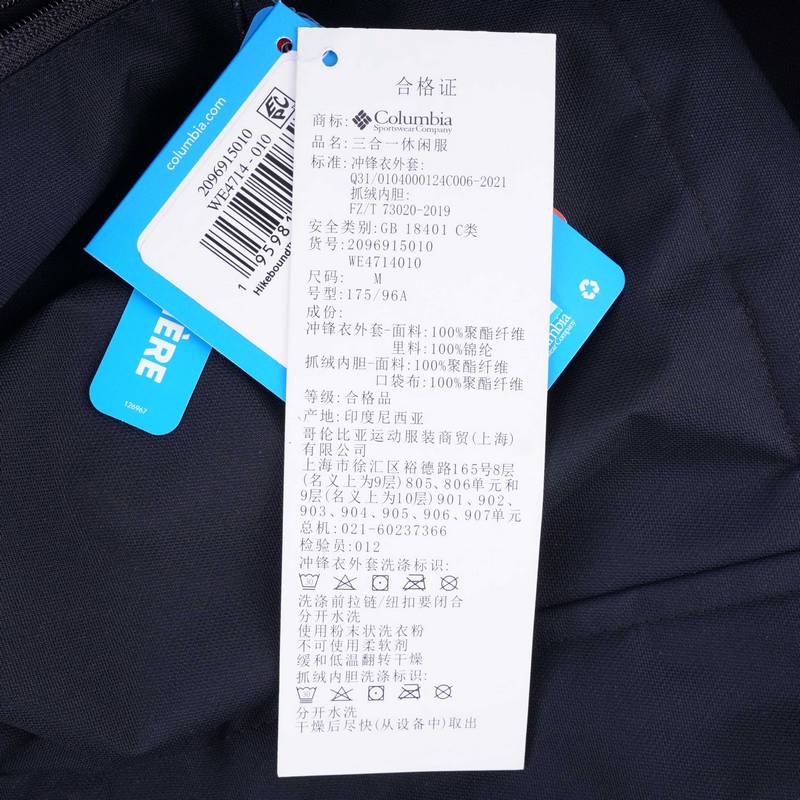 columbia.com
2096915010
WE4714 - 010
1 95981
ÈRE
126967
合格证
商标: Columbia
Sportswear Company
品名:三合一休闲服
标准:冲锋衣外套:
Q31/0104000124C006-2021
抓绒内胆:
FZ/T 73020-2019
安全类别:GB 18401 C类
货号:2096915010
WE4714010
尺码: M
号型:175/96A
成份:
冲锋衣外套-面料:100%聚酯纤维
里料:100%锦纶
抓绒内胆-面料:100%聚酯纤维
口袋布:100%聚酯纤维
等级:合格品
产地:印度尼西亚
哥伦比亚运动服装商贸(上海)
有限公司
上海市徐汇区裕德路165号8层
(名义上为9层)805、806单元和
9层(名义上为10层)901、902、
903、904、905、906、907单元
总机:021-60237366
检验员:012
冲锋衣外套洗涤标识:
洗涤前拉链/纽扣要闭合
分开水洗
使用粉末状洗衣粉
不可使用柔软剂
缓和低温翻转干燥
抓绒内胆洗涤标识:
分开水洗
干燥后尽快(从设备中)取出